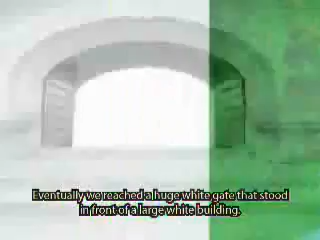 Eventually we reached a huge white gate that stood
in front of a large white building.